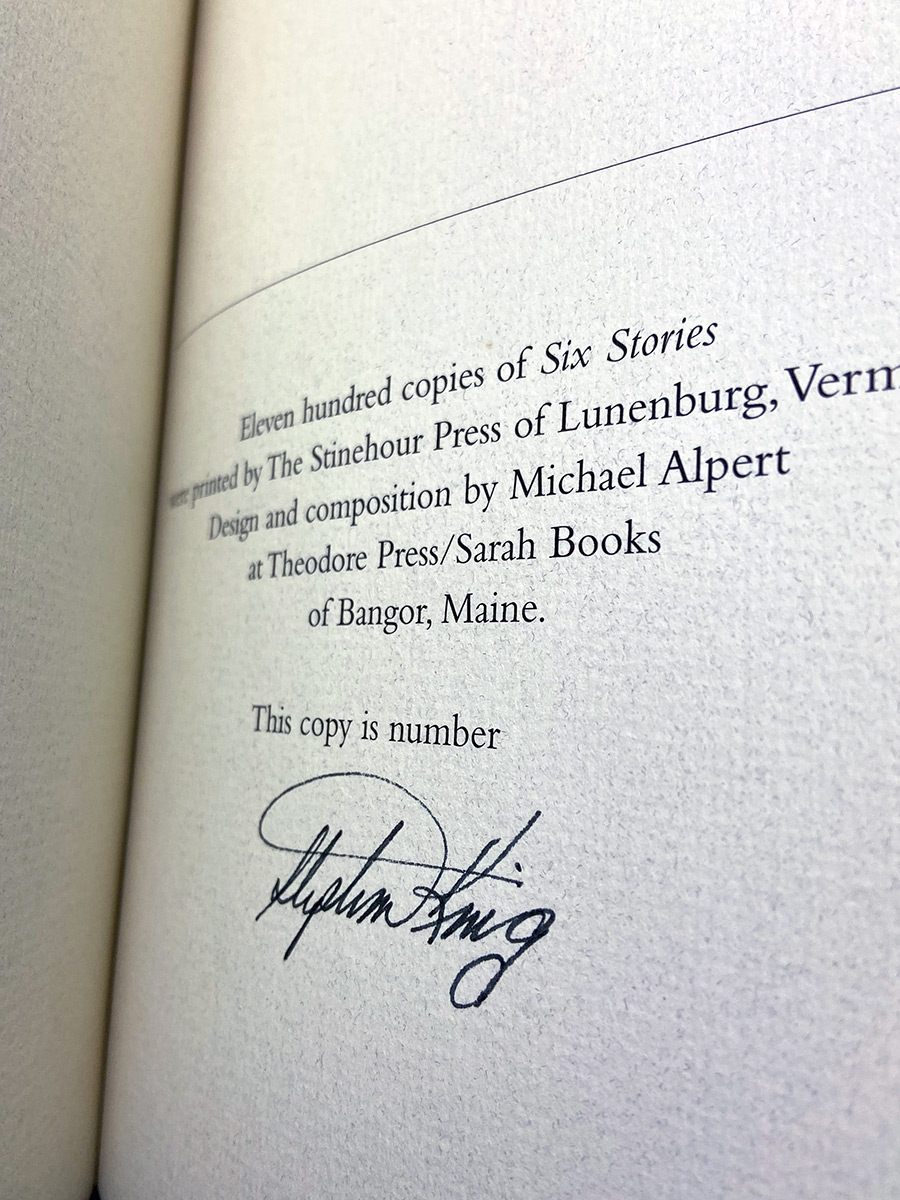 Eleven hundred copies of Six Stories
were printed by The Stinehour Press of Lunenburg, Verm
Design and composition by Michael Alpert
at Theodore Press/Sarah Books
of Bangor, Maine.
This copy is number
Stephen King